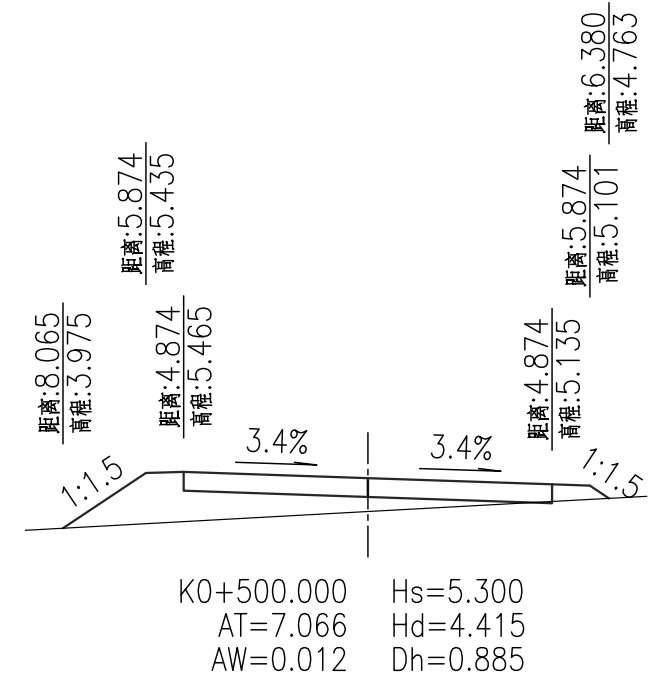 距离:6.380
高程:4.763
距离:5.874
高程:5.435
距离:5.874
高程:5.101
距离:8.065
高程:3.975
距离:4.874
高程:5.465
距离:4.874
高程:5.135
1:1.5
3.4%
3.4%
1:1.5
K0+500.000 Hs=5.300
AT=7.066 Hd=4.415
AW=0.012 Dh=0.885